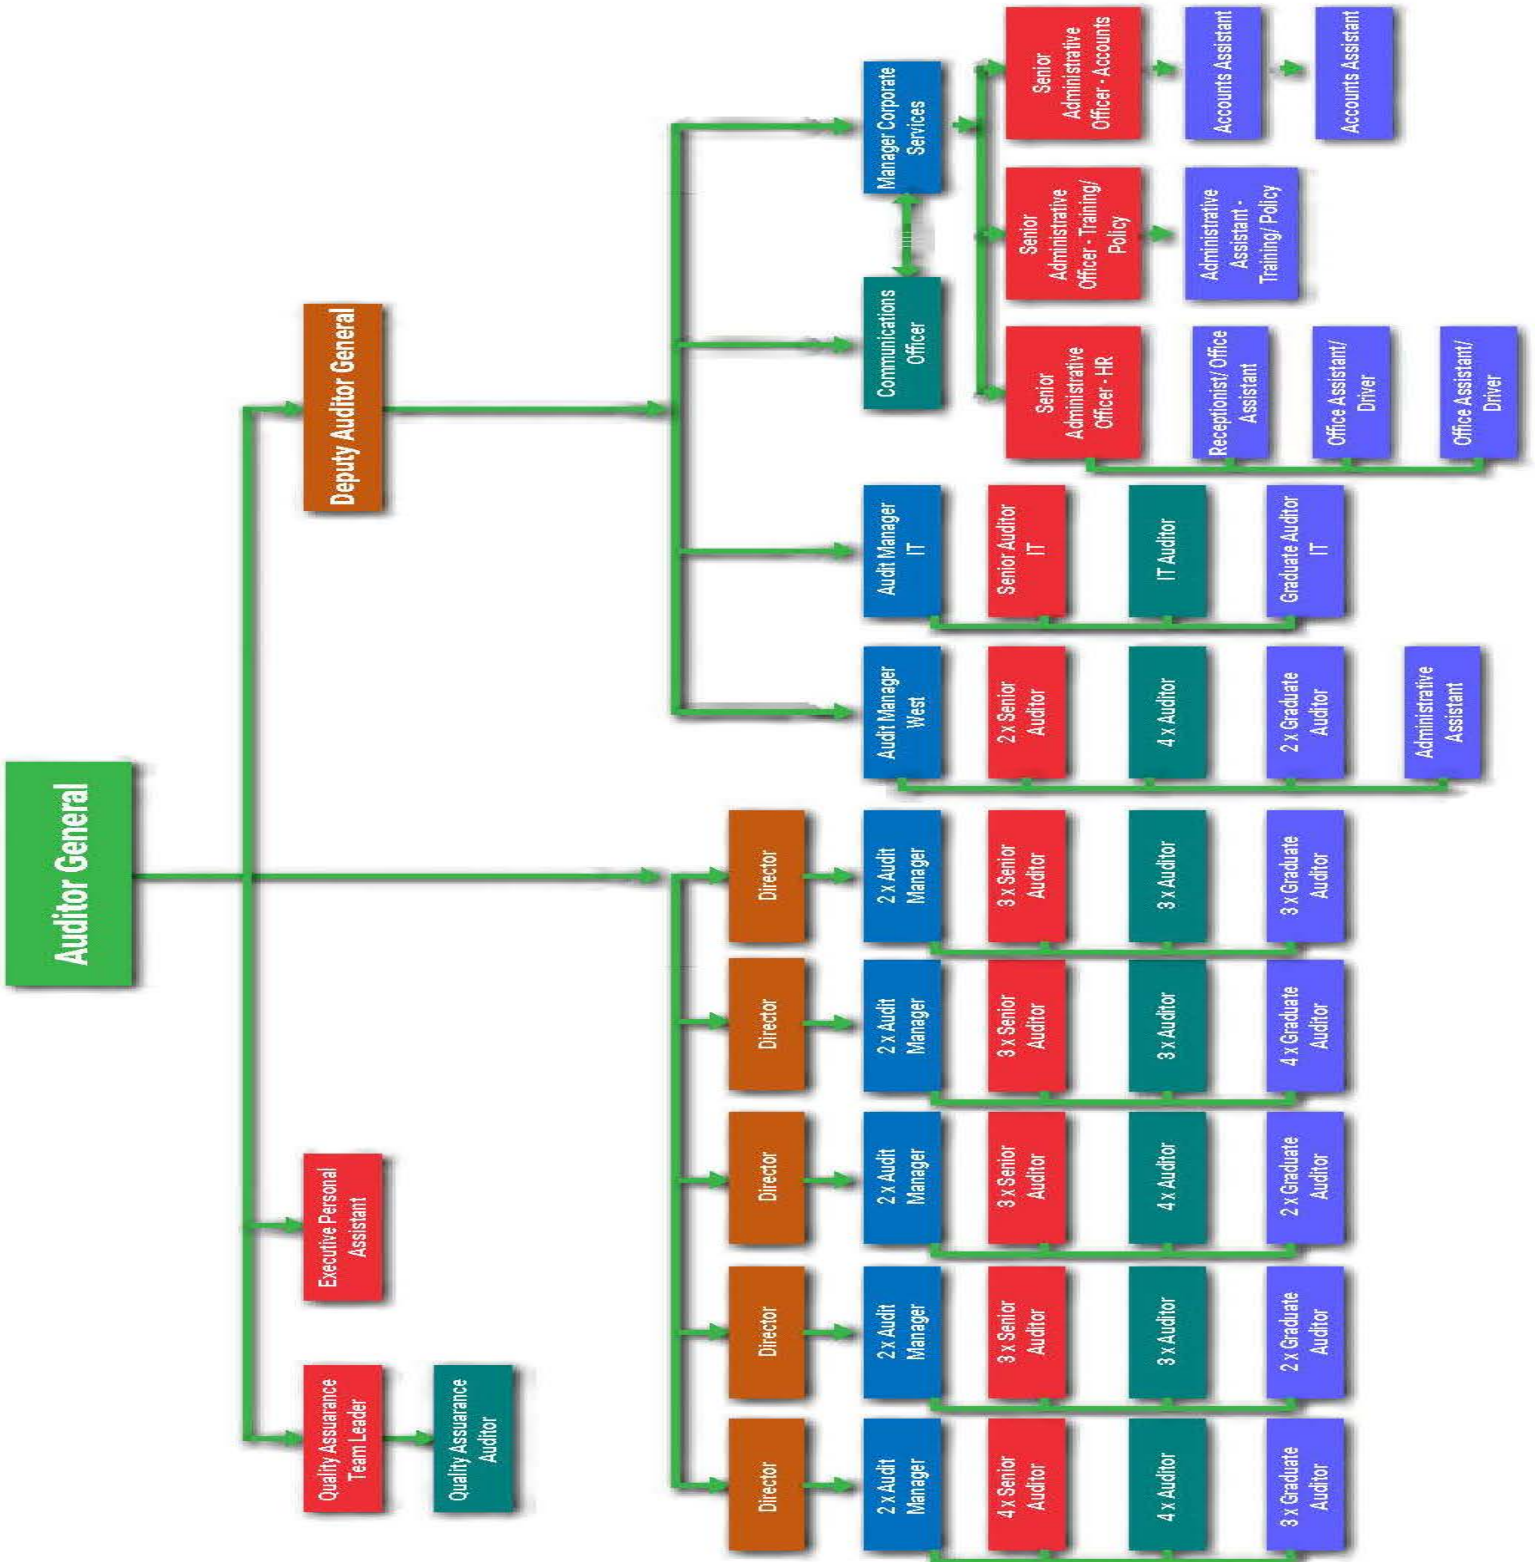 Auditor General
Quality Assuarance
Team Leader
Executive Personal
Assistant
Deputy Auditor General
Quality Assuarance
Auditor
Director
Director
Director
Director
Director
2 x Audit
Manager
2 x Audit
Manager
2 x Audit
Manager
2 x Audit
Manager
2 x Audit
Manager
Audit Manager
West
Audit Manager
IT
Communications
Officer
Manager Corporate
Services
4 x Senior
Auditor
3 x Senior
Auditor
3 x Senior
Auditor
3 x Senior
Auditor
3 x Senior
Auditor
2 x Senior
Auditor
Senior Auditor
IT
Senior
Administrative
Officer - HR
Senior
Administrative
Officer - Training/
Policy
Senior
Administrative
Officer - Accounts
4 x Auditor
3 x Auditor
4 x Auditor
3 x Auditor
3 x Auditor
4 x Auditor
IT Auditor
Receptionist/ Office
Assistant
Administrative
Assistant -
Training/ Policy
Accounts Assistant
3 x Graduate
Auditor
2 x Graduate
Auditor
2 x Graduate
Auditor
4 x Graduate
Auditor
3 x Graduate
Auditor
2 x Graduate
Auditor
Graduate Auditor
IT
Office Assistant/
Driver
Accounts Assistant
Administrative
Assistant
Office Assistant/
Driver